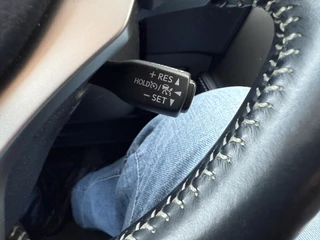 + RES ▲
HOLD(S)/
− SET ▼